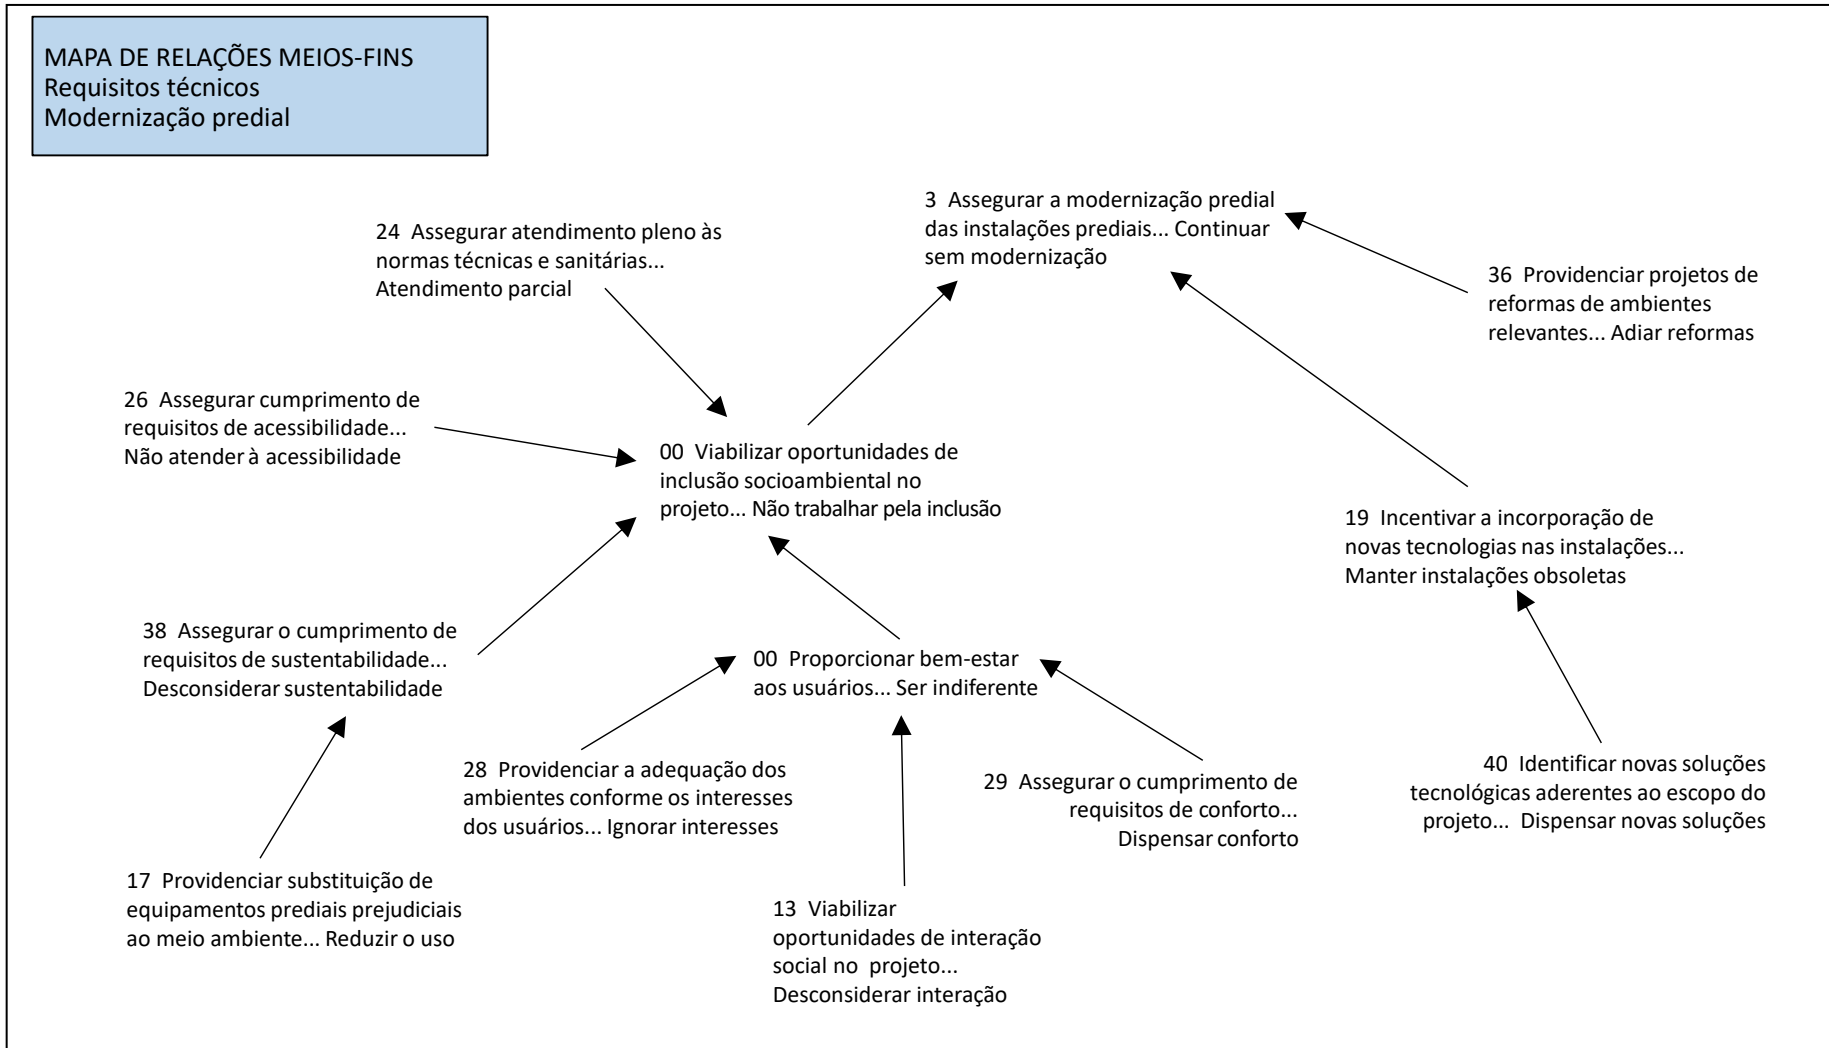 MAPA DE RELAÇÕES MEIOS-FINS
Requisitos técnicos
Modernização predial
3 Assegurar a modernização predial
das instalações prediais... Continuar
sem modernização
24 Assegurar atendimento pleno às
normas técnicas e sanitárias...
Atendimento parcial
36 Providenciar projetos de
reformas de ambientes
relevantes... Adiar reformas
26 Assegurar cumprimento de
requisitos de acessibilidade...
Não atender à acessibilidade
00 Viabilizar oportunidades de
inclusão socioambiental no
projeto... Não trabalhar pela inclusão
19 Incentivar a incorporação de
novas tecnologias nas instalações...
Manter instalações obsoletas
38 Assegurar o cumprimento de
requisitos de sustentabilidade...
Desconsiderar sustentabilidade
00 Proporcionar bem-estar
aos usuários... Ser indiferente
28 Providenciar a adequação dos
ambientes conforme os interesses
dos usuários... Ignorar interesses
29 Assegurar o cumprimento de
requisitos de conforto...
Dispensar conforto
40 Identificar novas soluções
tecnológicas aderentes ao escopo do
projeto... Dispensar novas soluções
17 Providenciar substituição de
equipamentos prediais prejudiciais
ao meio ambiente... Reduzir o uso
13 Viabilizar
oportunidades de interação
social no projeto...
Desconsiderar interação